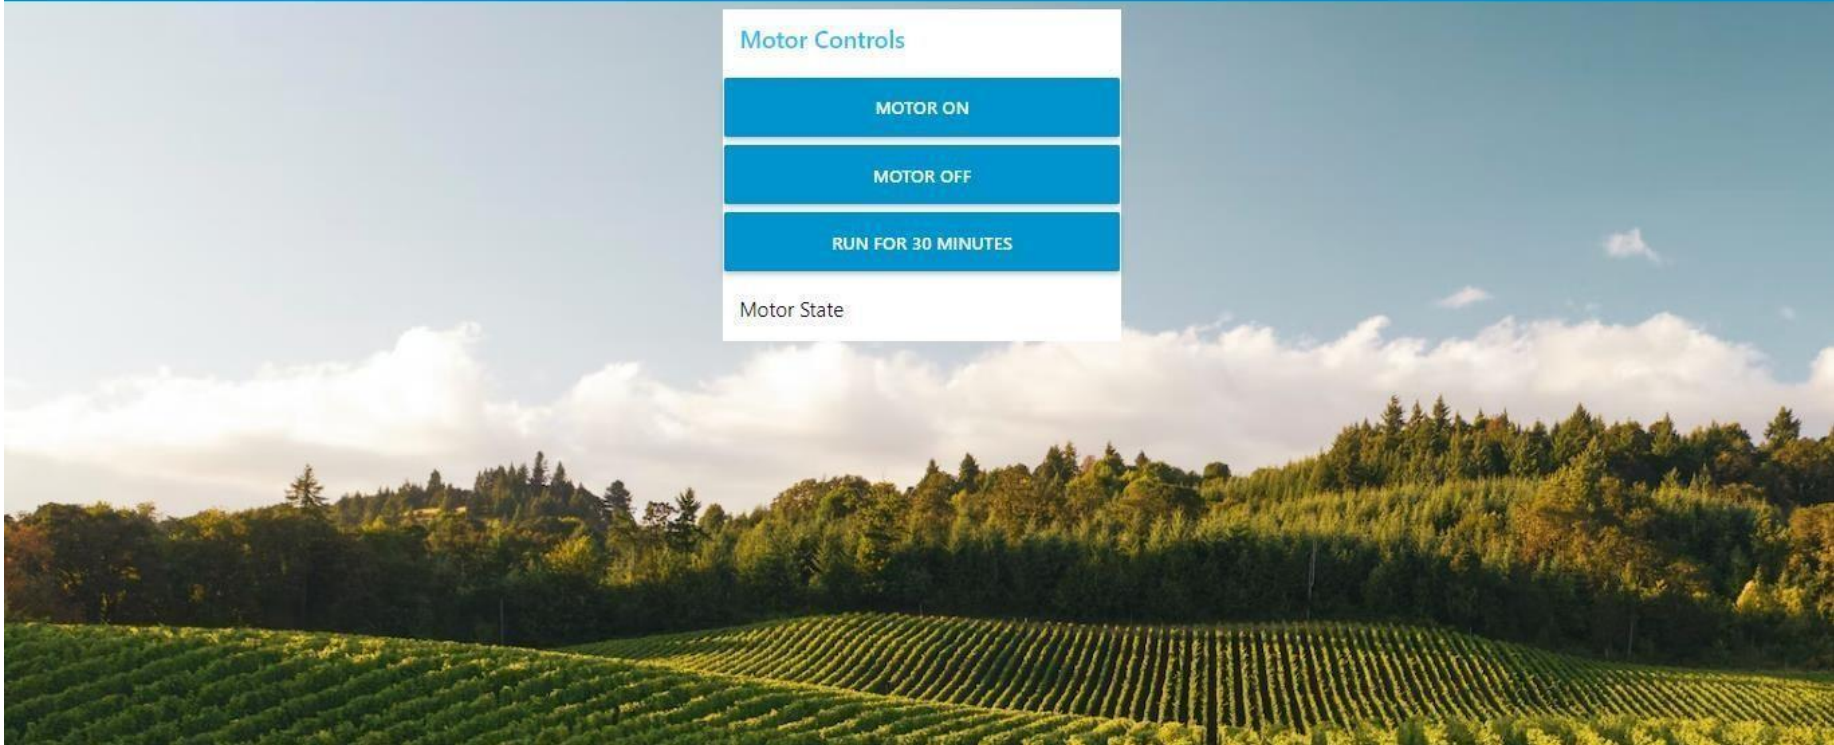 Motor Controls
MOTOR ON
MOTOR OFF
RUN FOR 30 MINUTES
Motor State